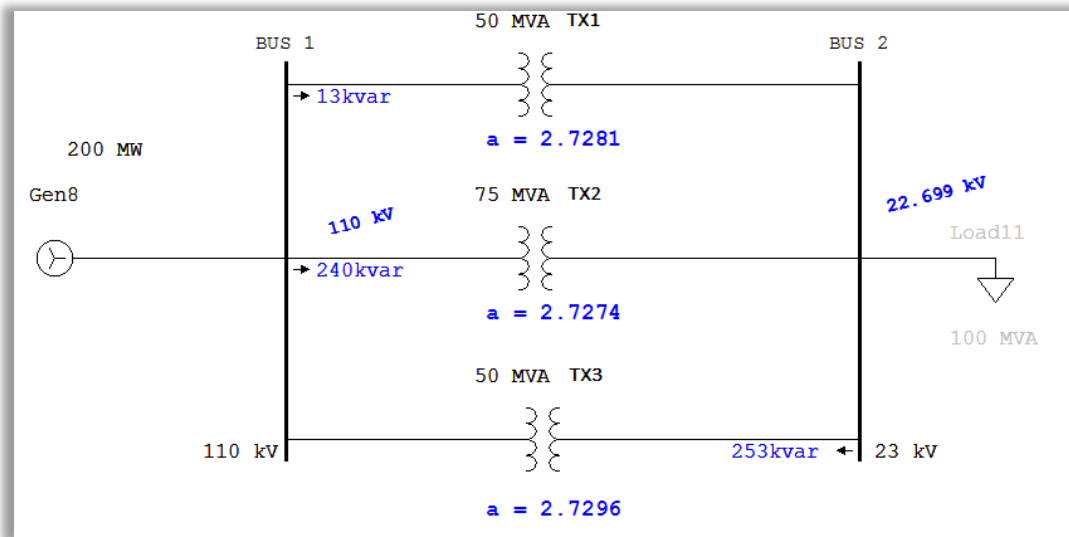 50 MVA TX1
BUS 1
BUS 2
13kvar
a = 2.7281
200 MW
75 MVA TX2
Gen8
110 kV
22.699 kV
Load11
240kvar
a = 2.7274
100 MVA
50 MVA TX3
110 kV
253kvar
23 kV
a = 2.7296